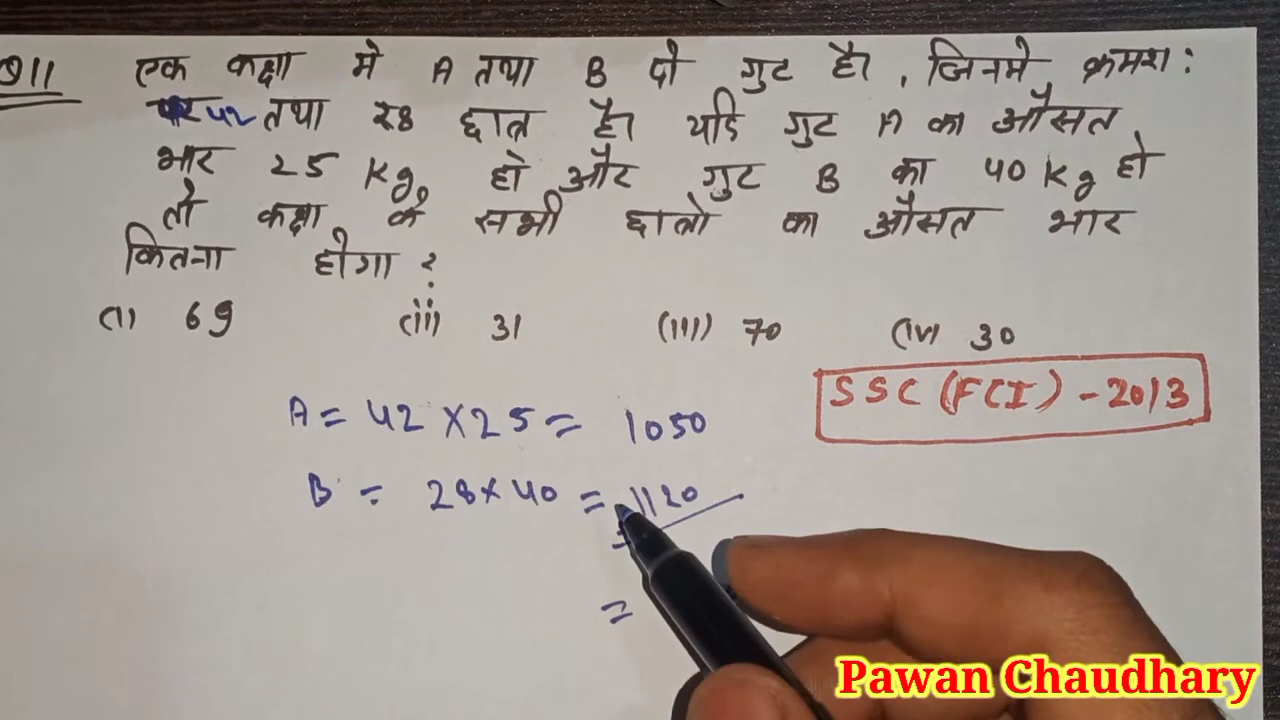 911 एक कक्षा मे A तथा B दो गुट है। , जिनमे क्रमश:
42 तथा 28 छात्र है। यदि गुट A का औसत
भार 25 Kg हो और गुट B का 40 Kg हो
तो कक्षा के सभी छात्रो का औसत भार
कितना होगा ?
(i) 69 (ii) 31 (iii) 70 (iv) 30
SSC (FCI) - 2013
A = 42 × 25 = 1050
B = 28 × 40 = 1120
=
=
Pawan Chaudhary